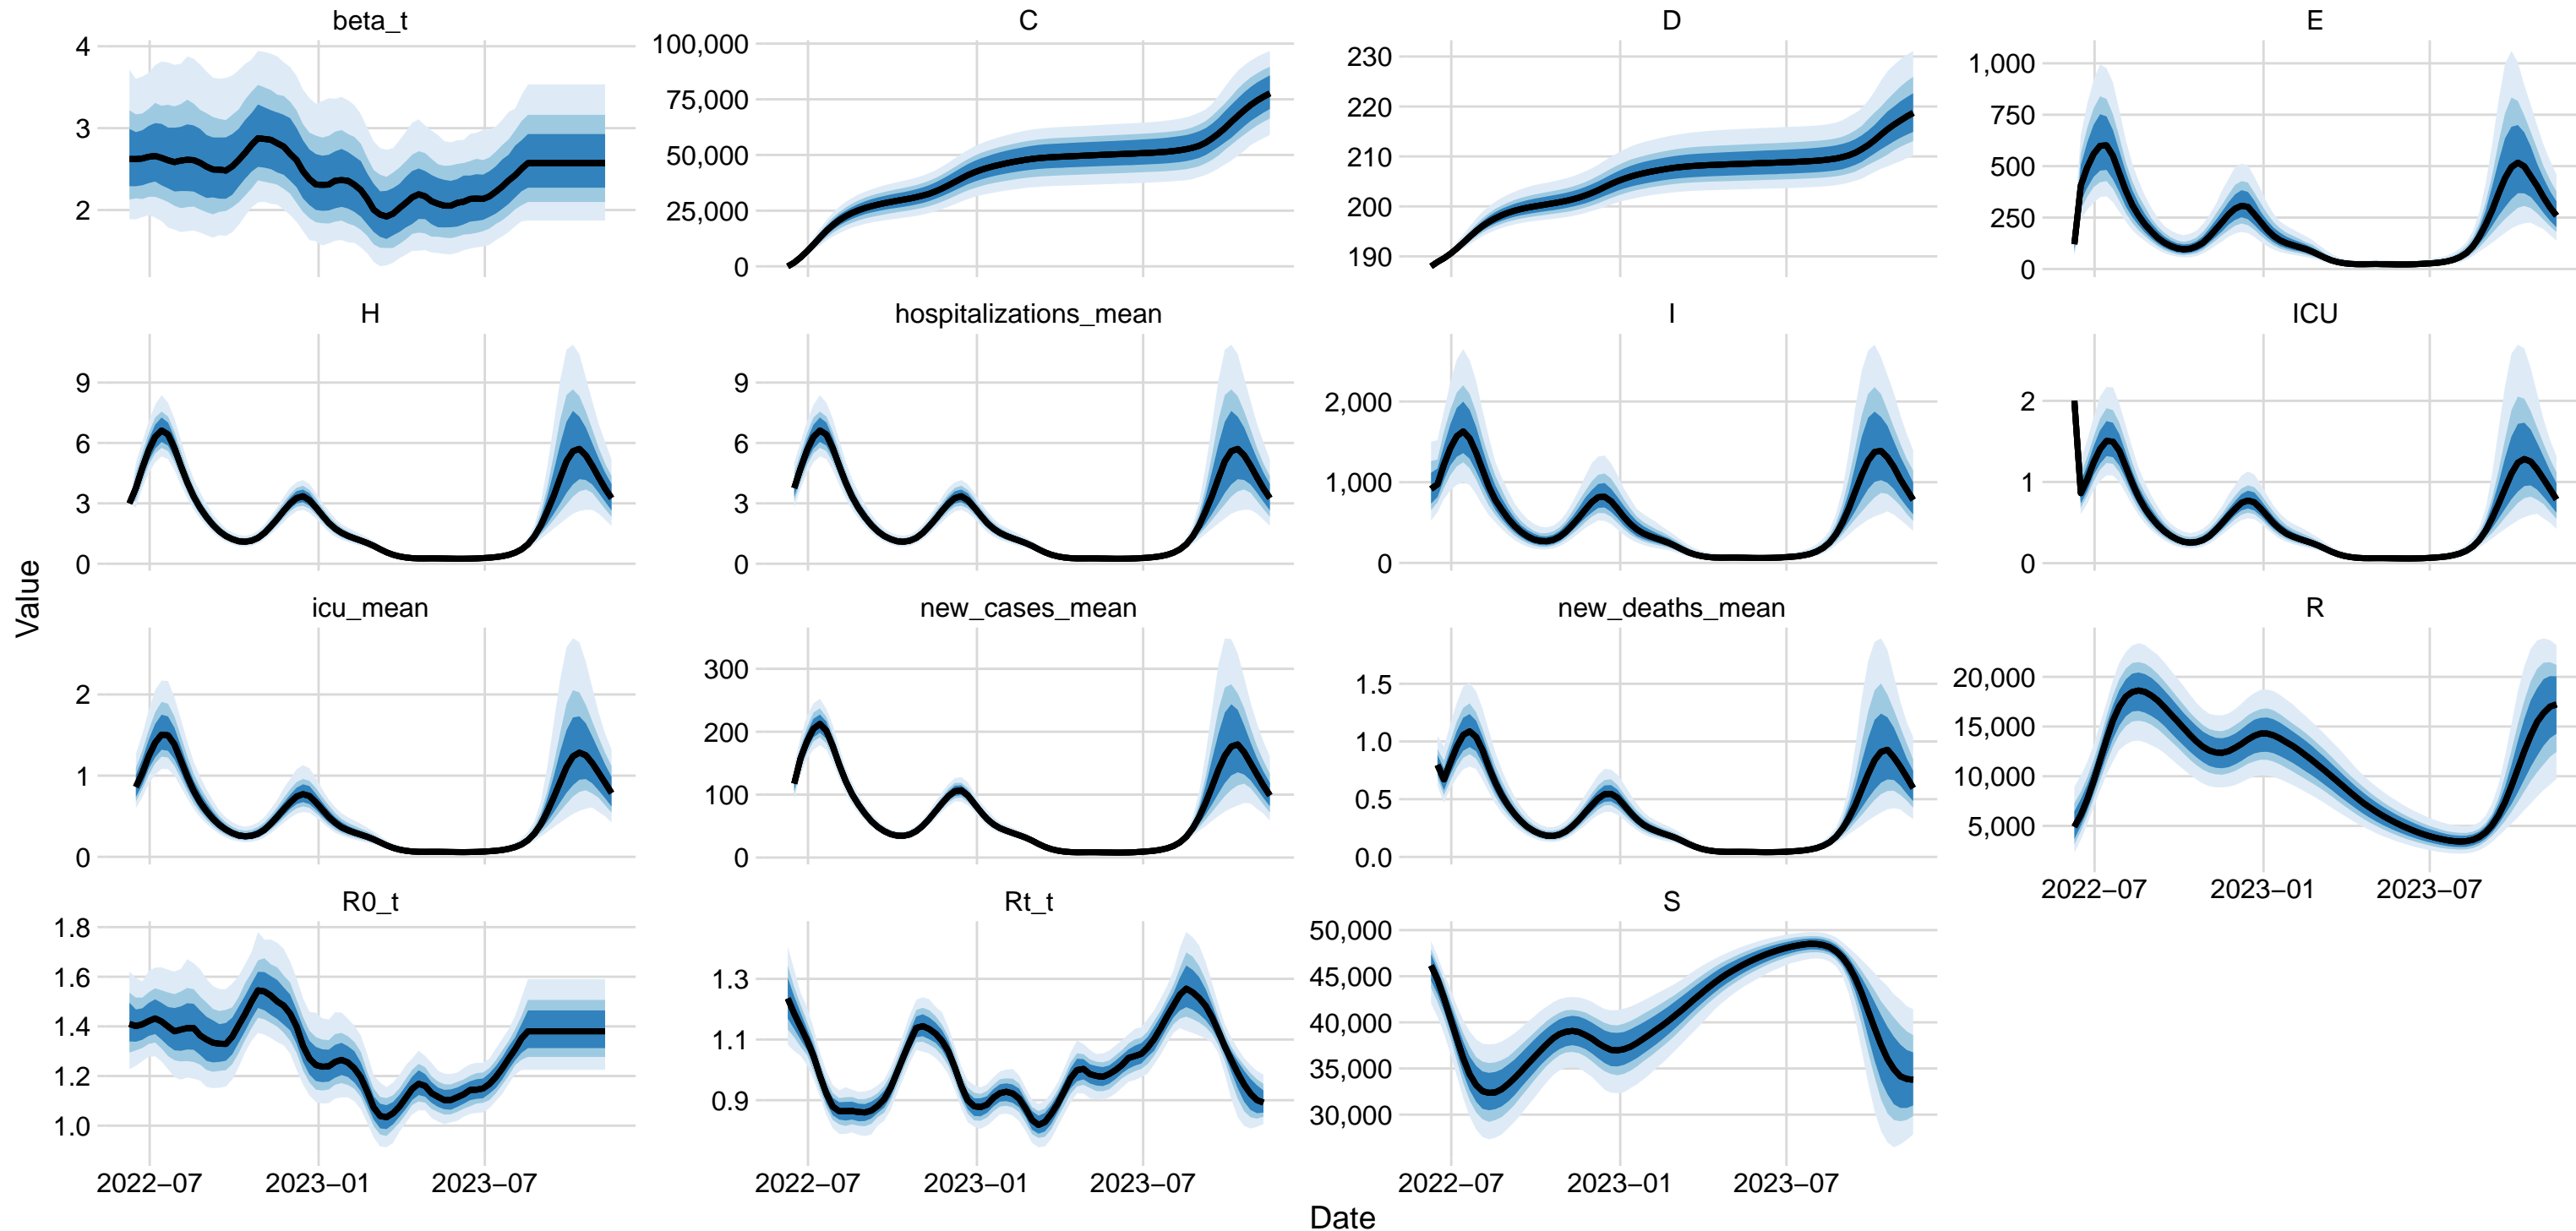 beta_t
C
D
E
4
3
2
100,000
75,000
50,000
25,000
0
230
220
210
200
190
1,000
750
500
250
0
H
hospitalizations_mean
I
ICU
9
6
3
0
9
6
3
0
2,000
1,000
0
2
1
0
Value
icu_mean
new_cases_mean
new_deaths_mean
R
2
1
0
300
200
100
0
1.5
1.0
0.5
0.0
20,000
15,000
10,000
5,000
2022−07 2023−01 2023−07
R0_t
Rt_t
S
1.8
1.6
1.4
1.2
1.0
1.3
1.1
0.9
50,000
45,000
40,000
35,000
30,000
2022−07 2023−01 2023−07
2022−07 2023−01 2023−07
2022−07 2023−01 2023−07
Date